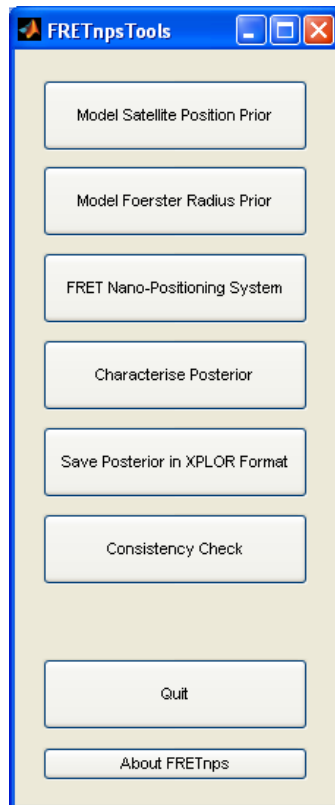 FRETnpsTools
Model Satellite Position Prior
Model Foerster Radius Prior
FRET Nano-Positioning System
Characterise Posterior
Save Posterior in XPLOR Format
Consistency Check
Quit
About FRETnps